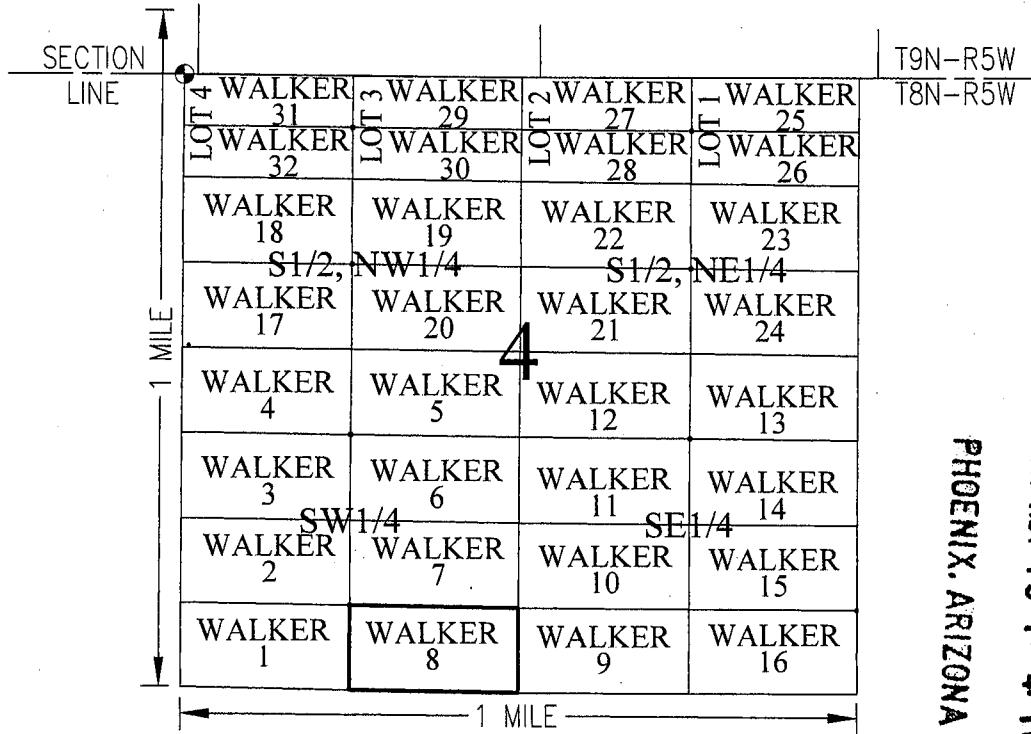 SECTION
LINE
T9N-R5W
T8N-R5W
LOT 4
WALKER
31
LOT 3
WALKER
29
LOT 2
WALKER
27
LOT 1
WALKER
25
WALKER
32
WALKER
30
WALKER
28
WALKER
26
WALKER
18
WALKER
19
WALKER
22
WALKER
23
S1/2, NW1/4
S1/2, NE1/4
WALKER
17
WALKER
20
WALKER
21
WALKER
24
4
1 MILE
WALKER
4
WALKER
5
WALKER
12
WALKER
13
WALKER
3
WALKER
6
WALKER
11
WALKER
14
SW1/4
SE1/4
WALKER
2
WALKER
7
WALKER
10
WALKER
15
WALKER
1
WALKER
8
WALKER
9
WALKER
16
1 MILE
PHOENIX, ARIZONA